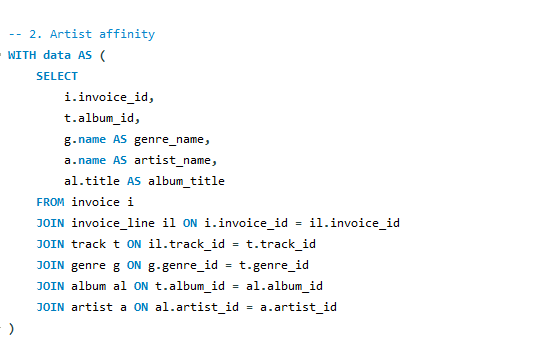 -- 2. Artist affinity
WITH data AS (
SELECT
i.invoice_id,
t.album_id,
g.name AS genre_name,
a.name AS artist_name,
al.title AS album_title
FROM invoice i
JOIN invoice_line il ON i.invoice_id = il.invoice_id
JOIN track t ON il.track_id = t.track_id
JOIN genre g ON g.genre_id = t.genre_id
JOIN album al ON t.album_id = al.album_id
JOIN artist a ON al.artist_id = a.artist_id
)